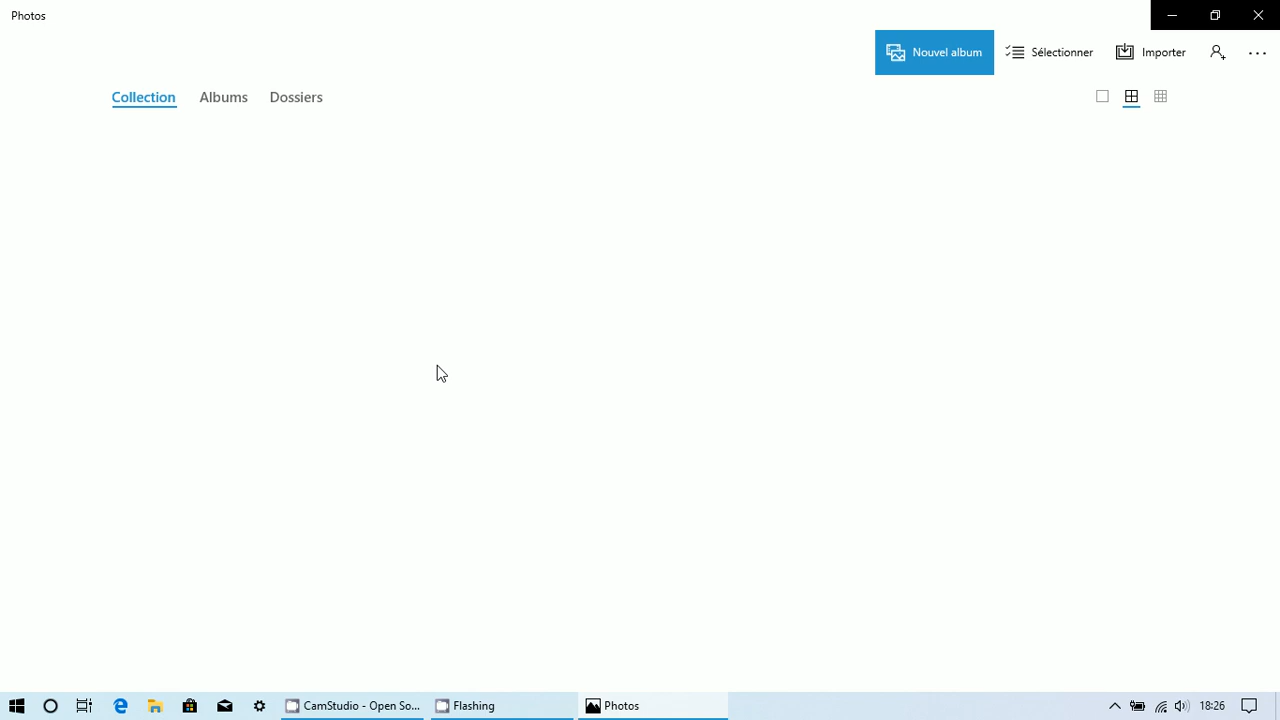 Photos
Nouvel album
Sélectionner
Importer
Collection
Albums
Dossiers
CamStudio - Open So...
Flashing
Photos
18:26